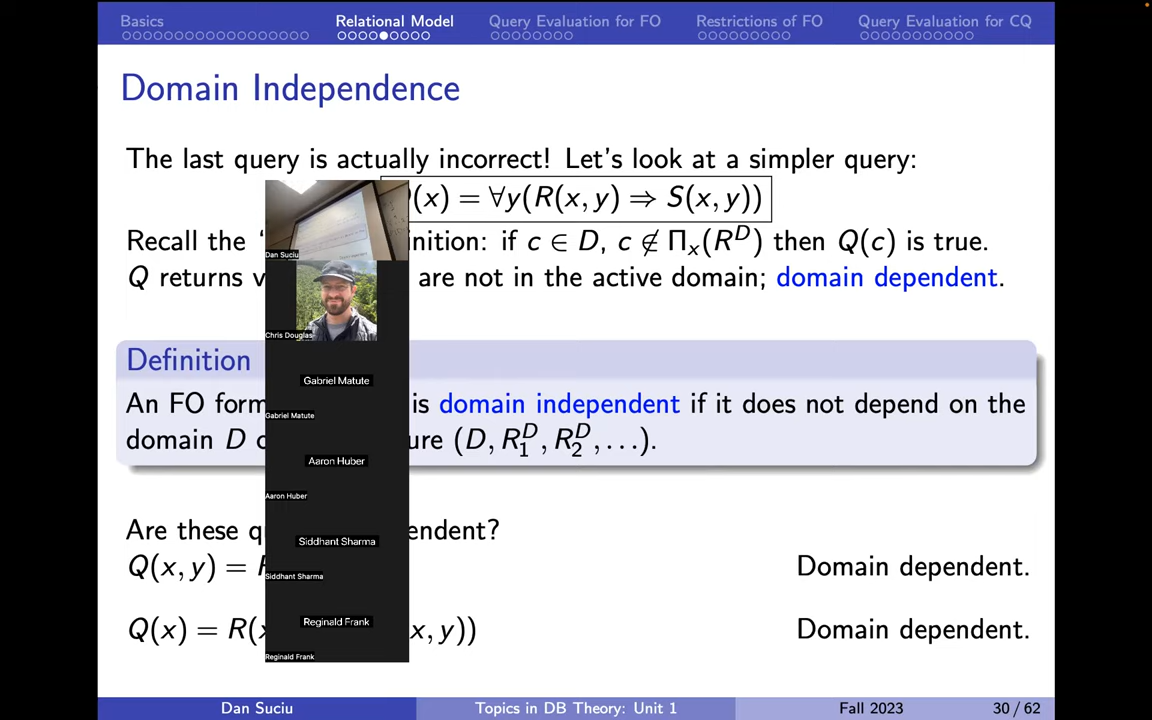 Basics Relational Model Query Evaluation for FO Restrictions of FO Query Evaluation for CQ
Domain Independence
The last query is actually incorrect! Let's look at a simpler query:
(x) = ∀y(R(x, y) ⇒ S(x, y))
Recall the ' nition: if c ∈ D, c ∉ Π_x(R^D) then Q(c) is true.
Q returns v are not in the active domain; domain dependent.
Definition
An FO form is domain independent if it does not depend on the
domain D ure (D, R_1^D, R_2^D, . . .).
Are these q endent?
Q(x, y) = Domain dependent.
Q(x) = R( x, y)) Domain dependent.
Dan Suciu
Chris Douglas
Gabriel Matute
Gabriel Matute
Aaron Huber
Aaron Huber
Siddhant Sharma
Siddhant Sharma
Reginald Frank
Reginald Frank
Dan Suciu Topics in DB Theory: Unit 1 Fall 2023 30 / 62